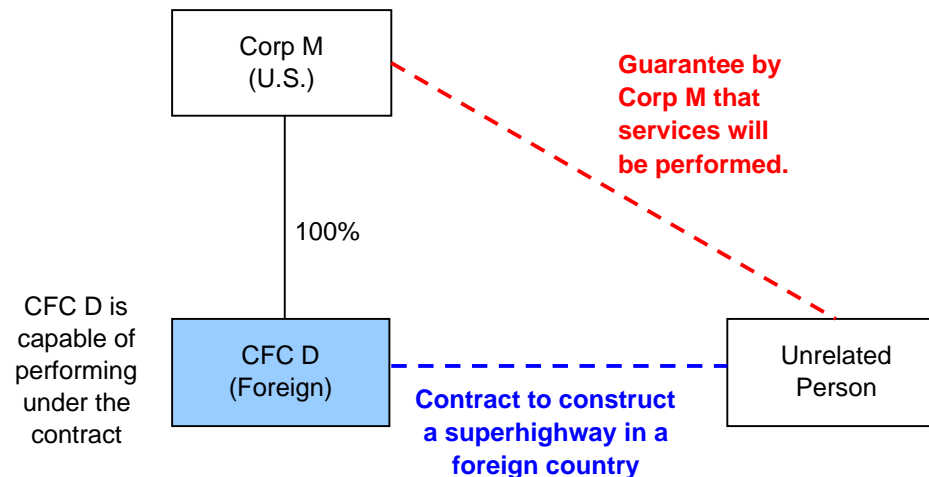 Corp M
(U.S.)
Guarantee by
Corp M that
services will
be performed.
100%
CFC D is
capable of
performing
under the
contract
CFC D
(Foreign)
Unrelated
Person
Contract to construct
a superhighway in a
foreign country